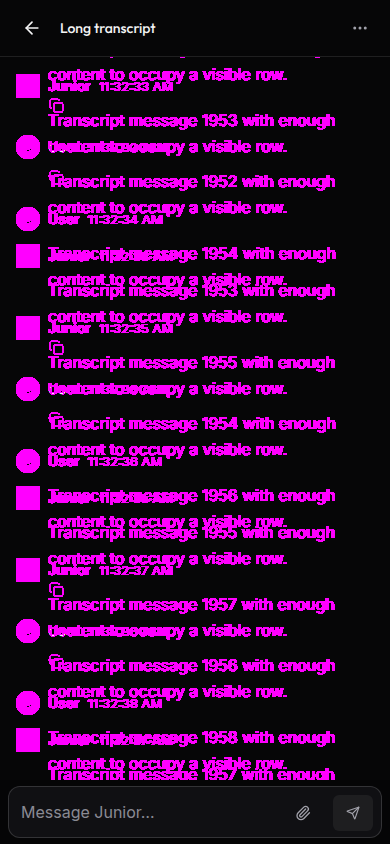 Long transcript
content to occupy a visible row.
Junior 11:32:33 AM
Transcript message 1953 with enough
content to occupy a visible row.
Transcript message 1952 with enough
content to occupy a visible row.
User 11:32:34 AM
Transcript message 1954 with enough
content to occupy a visible row.
Transcript message 1953 with enough
content to occupy a visible row.
Junior 11:32:35 AM
Transcript message 1955 with enough
content to occupy a visible row.
Transcript message 1954 with enough
content to occupy a visible row.
User 11:32:36 AM
Transcript message 1956 with enough
content to occupy a visible row.
Transcript message 1955 with enough
content to occupy a visible row.
Junior 11:32:37 AM
Transcript message 1957 with enough
content to occupy a visible row.
Transcript message 1956 with enough
content to occupy a visible row.
User 11:32:38 AM
Transcript message 1958 with enough
content to occupy a visible row.
Transcript message 1957 with enough
Message Junior...